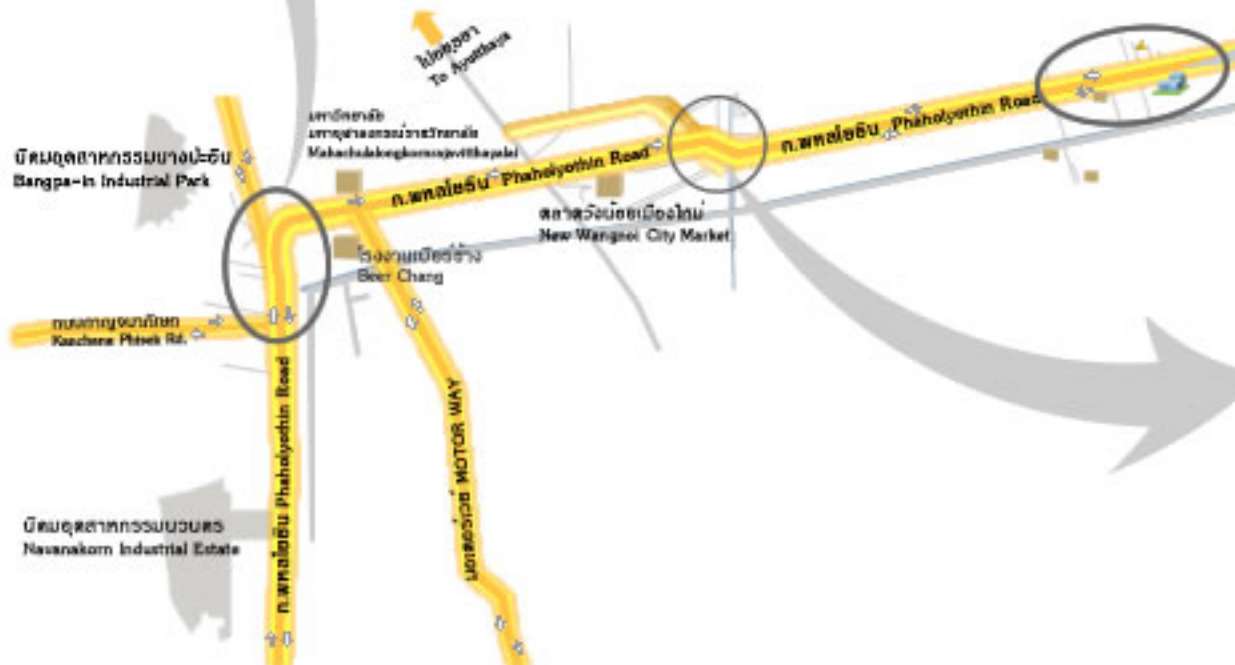 ไปอยุธยา
To Ayutthaya
มหาวิทยาลัย
มหาจุฬาลงกรณ์ราชวิทยาลัย
Mahachulalongkornrajavitthayalai
นิคมอุตสาหกรรมบางปะอิน
Bangpa-in Industrial Park
ถ.พหลโยธิน Phaholyothin Road
ถ.พหลโยธิน Phaholyothin Road
ตลาดวังน้อยเมืองใหม่
New Wangnoi City Market
โรงงานเบียร์ช้าง
Beer Chang
ถนนกาญจนาภิเษก
Kanchana Phisek Rd.
ถ.พหลโยธิน Phaholyothin Road
มอเตอร์เวย์ MOTOR WAY
นิคมอุตสาหกรรมนวนคร
Navanakorn Industrial Estate